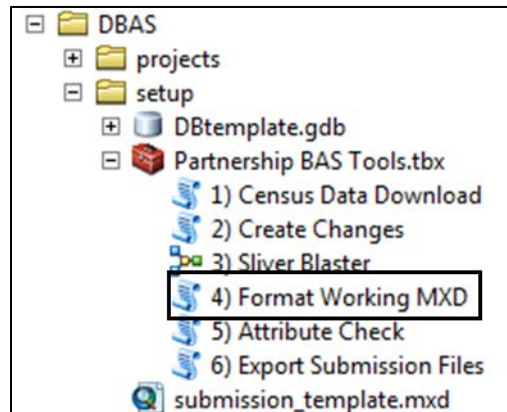 DBAS
projects
setup
DBtemplate.gdb
Partnership BAS Tools.tbx
1) Census Data Download
2) Create Changes
3) Sliver Blaster
4) Format Working MXD
5) Attribute Check
6) Export Submission Files
submission_template.mxd